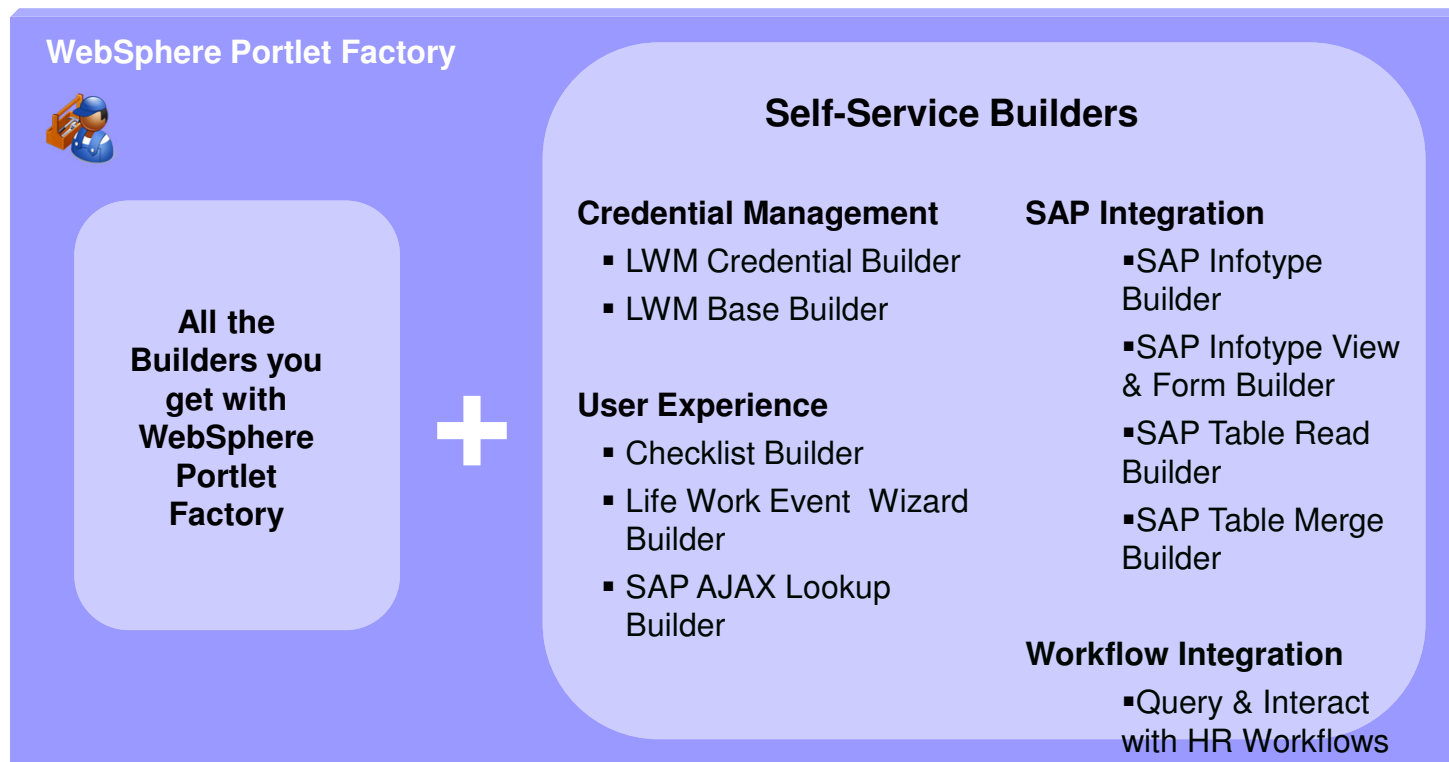 WebSphere Portlet Factory
All the
Builders you
get with
WebSphere
Portlet
Factory
+
Self-Service Builders
Credential Management
▪ LWM Credential Builder
▪ LWM Base Builder
User Experience
▪ Checklist Builder
▪ Life Work Event  Wizard
Builder
▪ SAP AJAX Lookup
Builder
SAP Integration
▪SAP Infotype
Builder
▪SAP Infotype View
& Form Builder
▪SAP Table Read
Builder
▪SAP Table Merge
Builder
Workflow Integration
▪Query & Interact
with HR Workflows